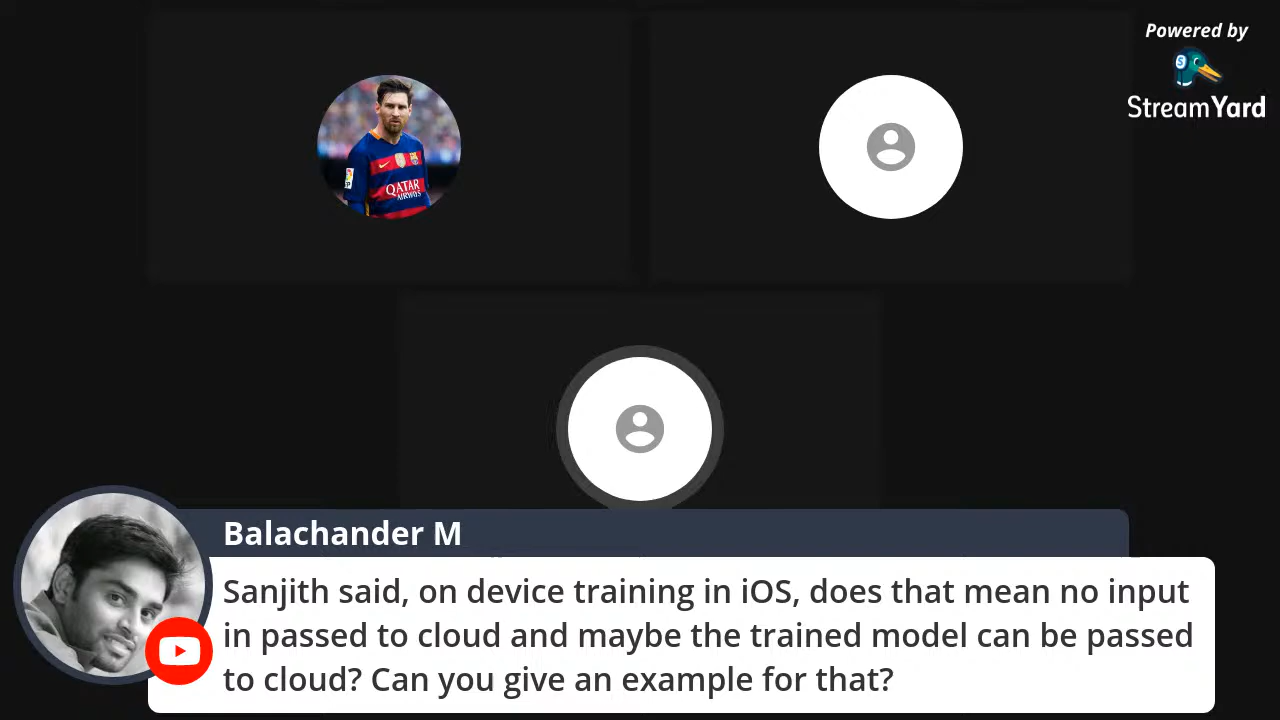 Powered by
StreamYard
QATAR
AIRWAYS
Balachander M
Sanjith said, on device training in iOS, does that mean no input
in passed to cloud and maybe the trained model can be passed
to cloud? Can you give an example for that?